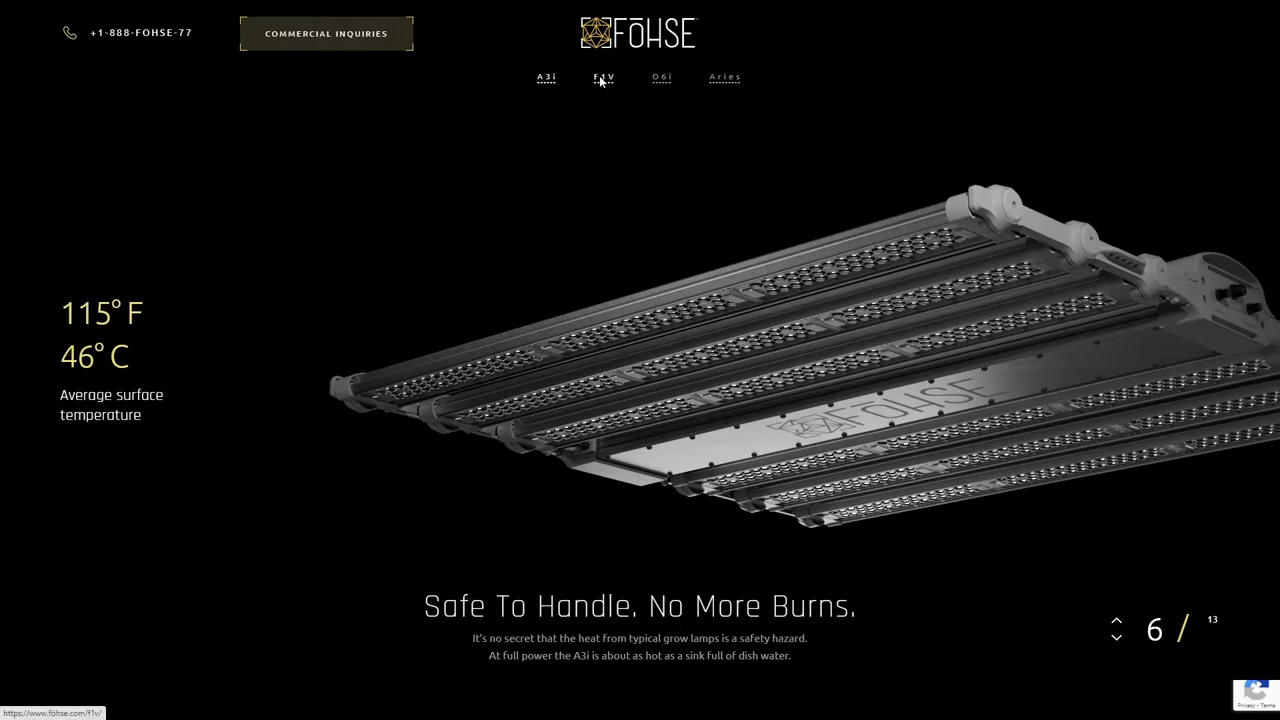 +1-888-FOHSE-77
COMMERCIAL INQUIRIES
FŌHSE
A3i
F1V
O6i
Aries
115° F
46° C
Average surface
temperature
FŌHSE
Safe To Handle. No More Burns.
It's no secret that the heat from typical grow lamps is a safety hazard.
At full power the A3i is about as hot as a sink full of dish water.
6 / 13
Privacy - Terms
https://www.fohse.com/f1v/